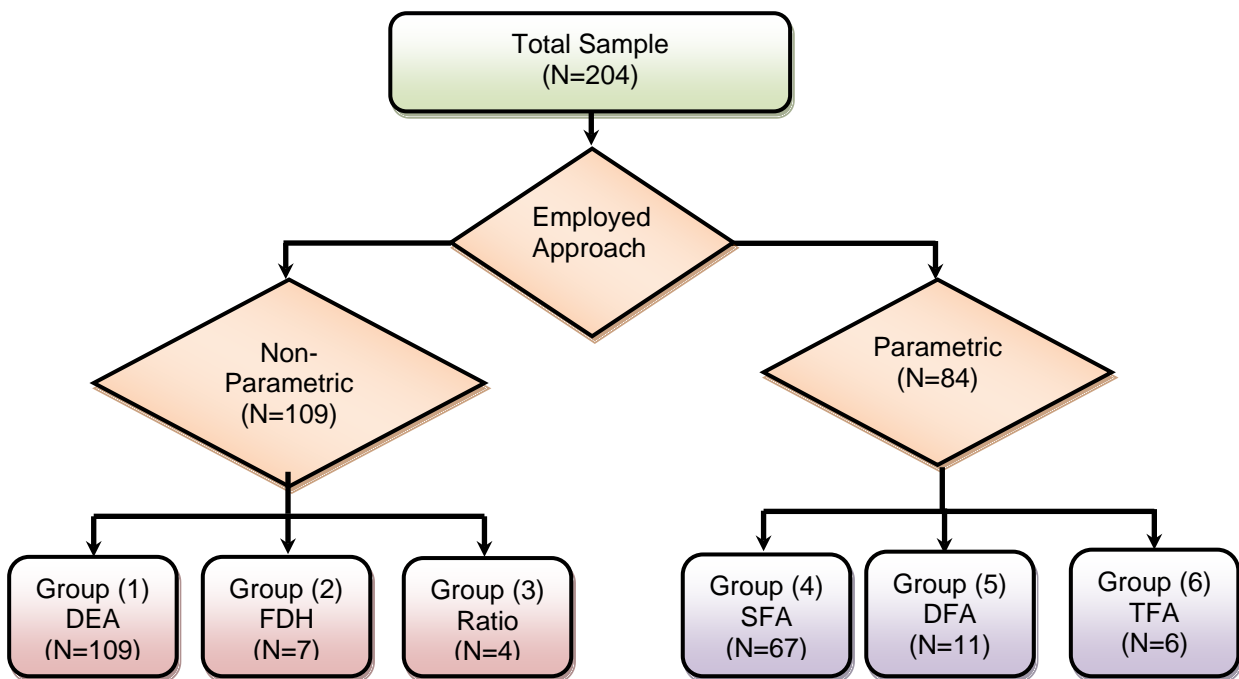 Total Sample
(N=204)
Employed
Approach
Non-
Parametric
(N=109)
Parametric
(N=84)
Group (1)
DEA
(N=109)
Group (2)
FDH
(N=7)
Group (3)
Ratio
(N=4)
Group (4)
SFA
(N=67)
Group (5)
DFA
(N=11)
Group (6)
TFA
(N=6)